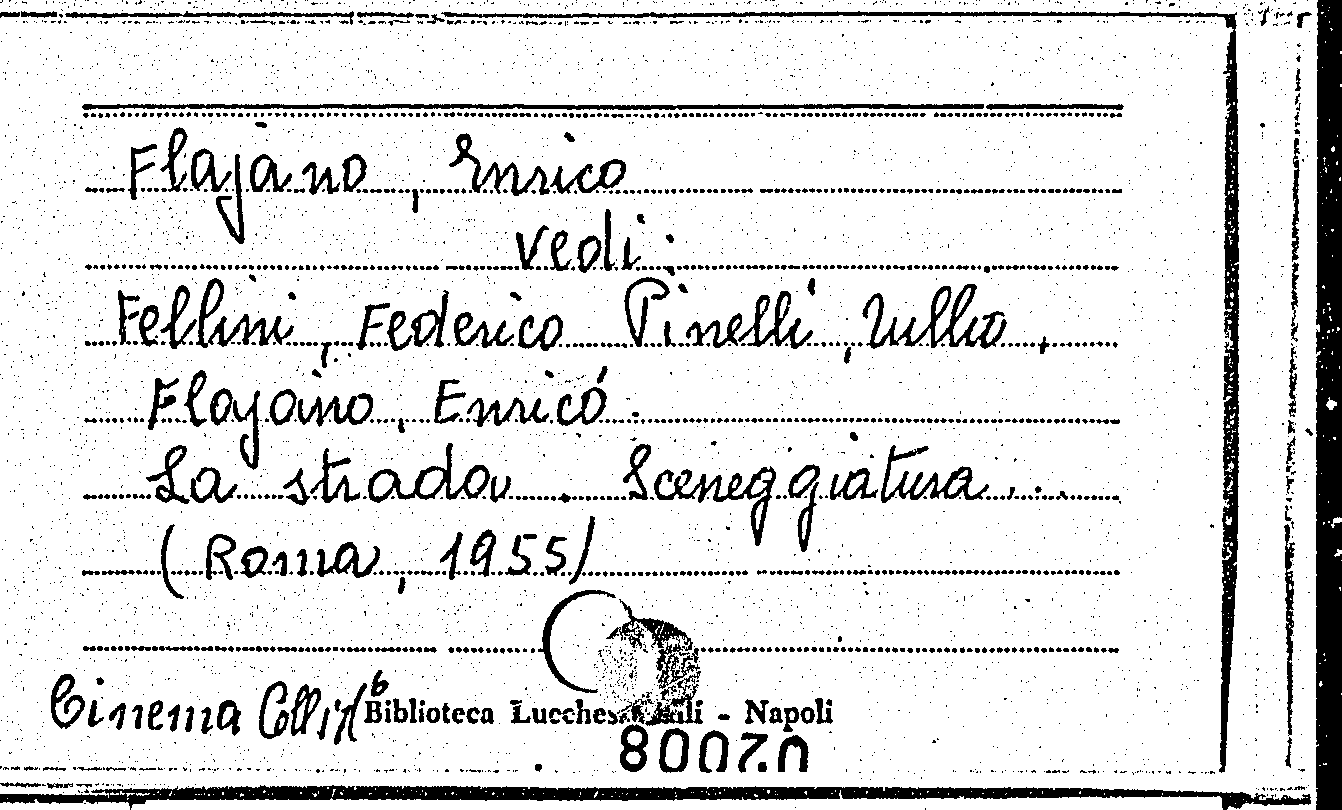 Flajano, Enrico
vedi:
Fellini, Federico Pinelli, Tullio,
Flajano, Enrico.
La strada. Sceneggiatura...
(Roma, 1955)
Cinema Coll. 6
Biblioteca Lucchesi Palli - Napoli